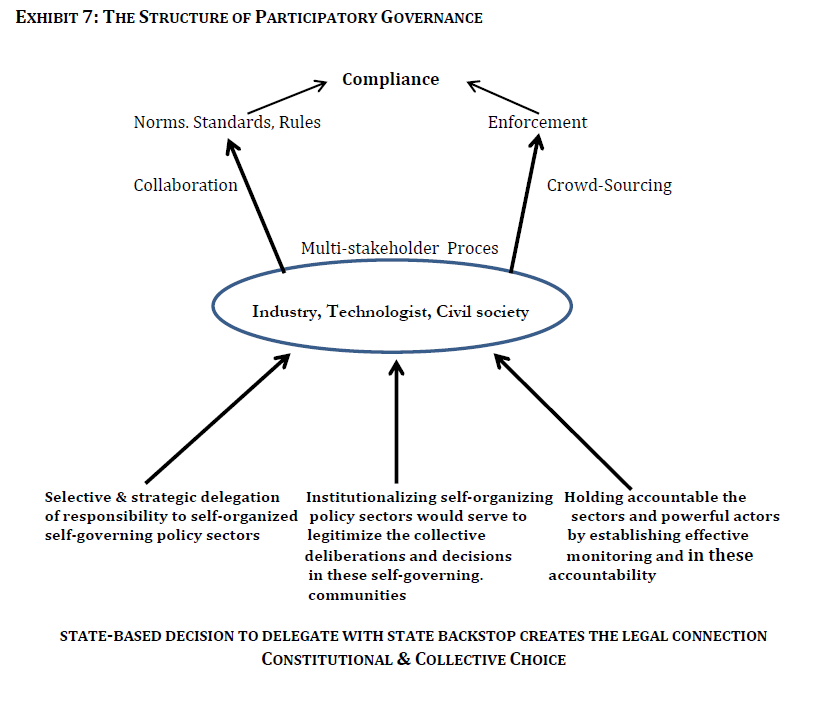 EXHIBIT 7: THE STRUCTURE OF PARTICIPATORY GOVERNANCE
Compliance
Norms. Standards, Rules
Enforcement
Collaboration
Crowd-Sourcing
Multi-stakeholder Proces
Industry, Technologist, Civil society
Selective & strategic delegation
of responsibility to self-organized
self-governing policy sectors
Institutionalizing self-organizing
policy sectors would serve to
legitimize the collective
deliberations and decisions
in these self-governing.
communities
Holding accountable the
sectors and powerful actors
by establishing effective
monitoring and in these
accountability
STATE-BASED DECISION TO DELEGATE WITH STATE BACKSTOP CREATES THE LEGAL CONNECTION
CONSTITUTIONAL & COLLECTIVE CHOICE